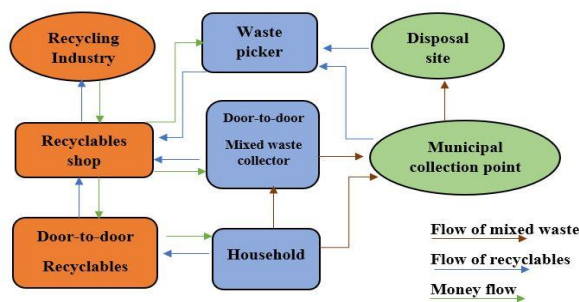 Recycling
Industry
Waste
picker
Disposal
site
Recyclables
shop
Door-to-door
Mixed waste
collector
Municipal
collection point
Door-to-door
Recyclables
Household
Flow of mixed waste
Flow of recyclables
Money flow